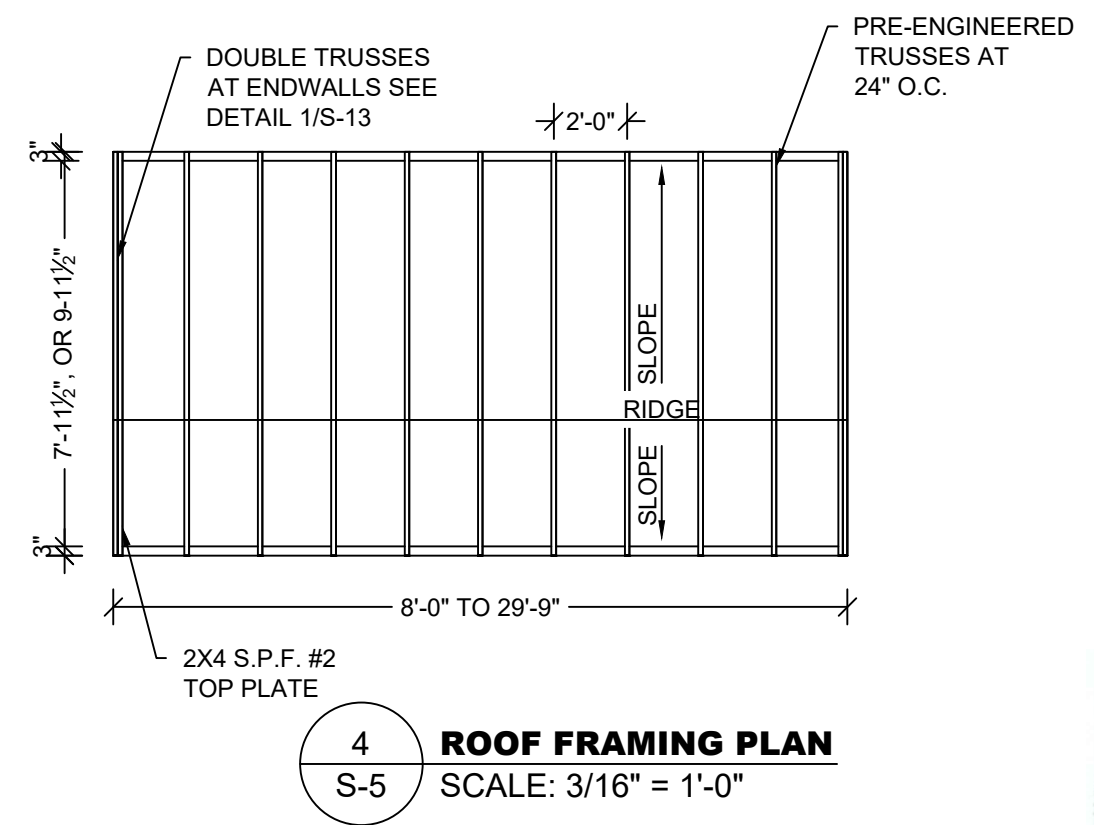 DOUBLE TRUSSES
AT ENDWALLS SEE
DETAIL 1/S-13
PRE-ENGINEERED
TRUSSES AT
24" O.C.
2'-0"
3"
7'-11½", OR 9-11½"
3"
SLOPE
RIDGE
SLOPE
8'-0" TO 29'-9"
2X4 S.P.F. #2
TOP PLATE
4
S-5
ROOF FRAMING PLAN
SCALE: 3/16" = 1'-0"